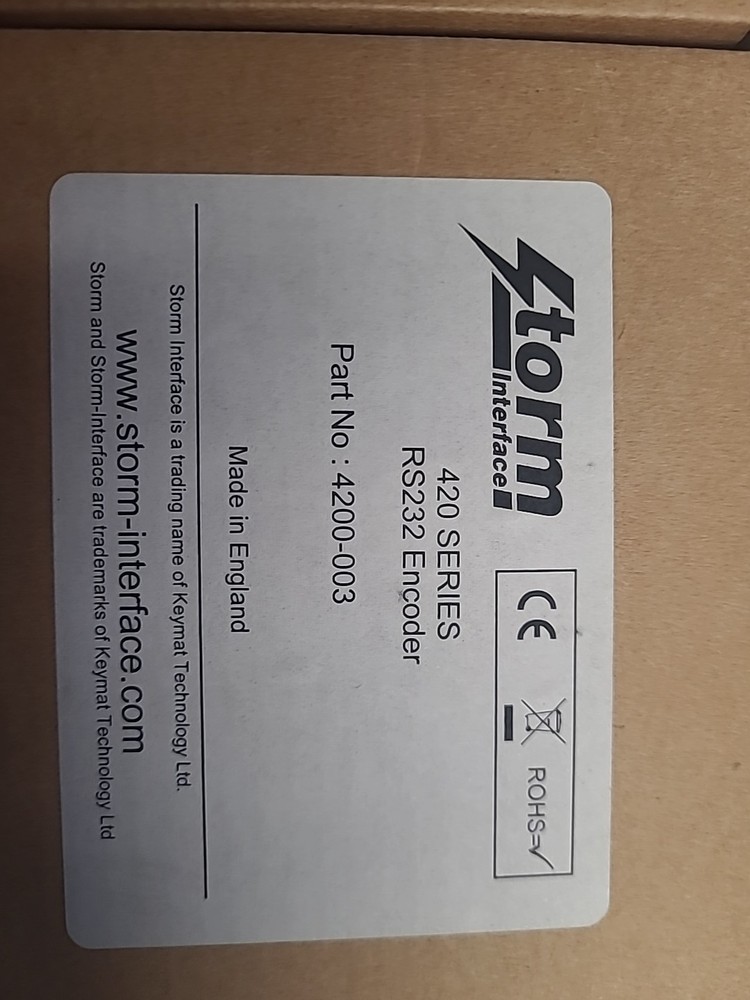 Storm
Interface
CE
ROHS=√
420 SERIES
RS232 Encoder
Part No : 4200-003
Made in England
Storm Interface is a trading name of Keymat Technology Ltd.
www.storm-interface.com
Storm and Storm-Interface are trademarks of Keymat Technology Ltd